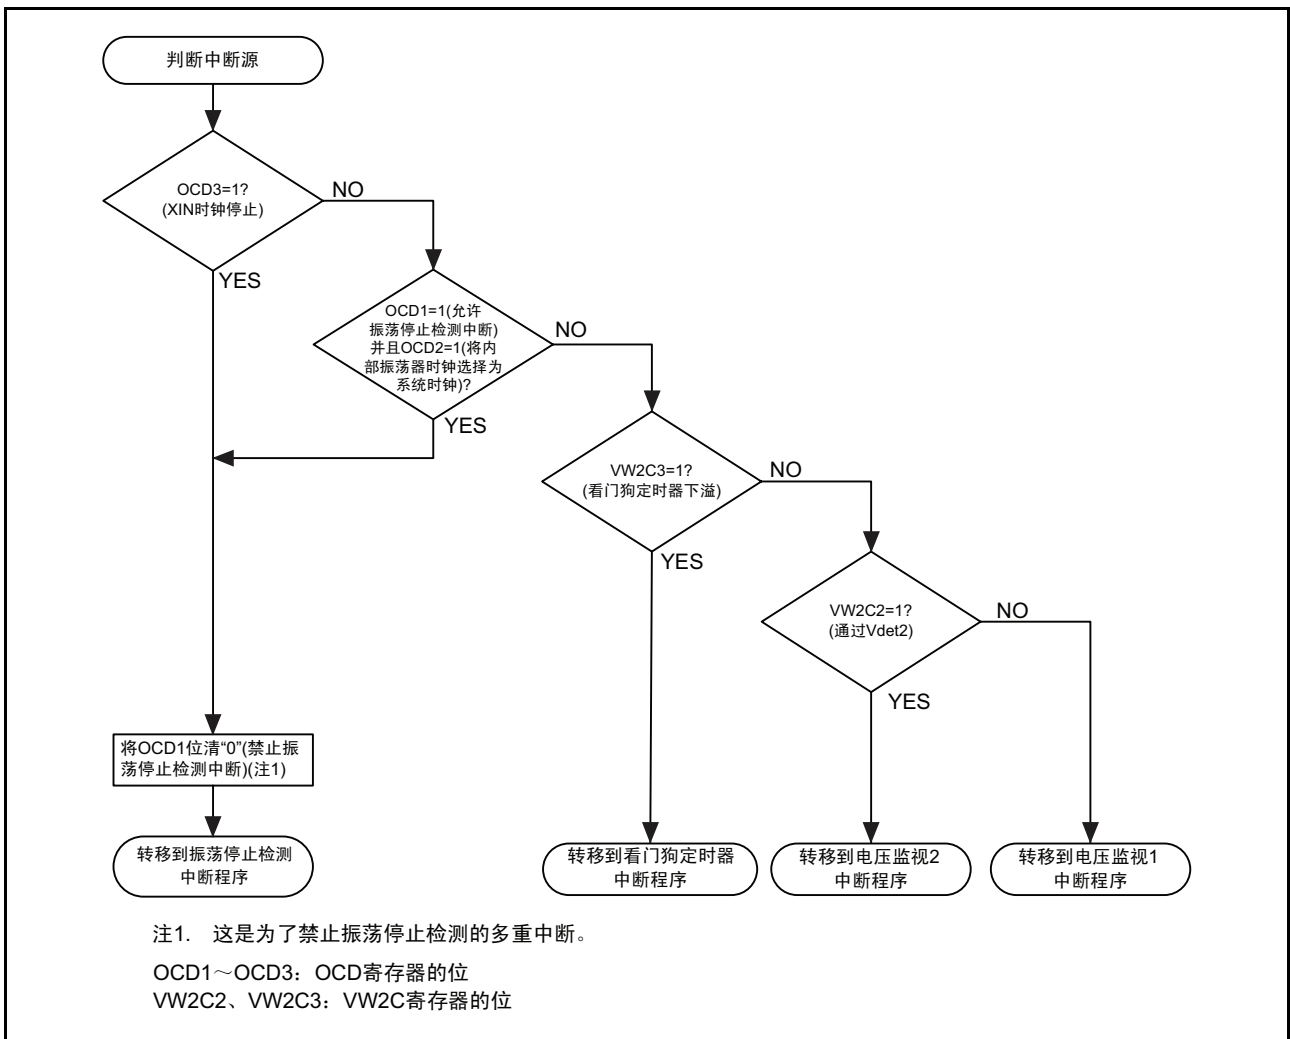 判断中断源
OCD3=1?
(XIN时钟停止)
NO
YES
OCD1=1(允许
振荡停止检测中断)
并且OCD2=1(将内
部振荡器时钟选择为
系统时钟)?
NO
YES
VW2C3=1?
(看门狗定时器下溢)
NO
YES
VW2C2=1?
(通过Vdet2)
NO
YES
将OCD1位清“0”(禁止振
荡停止检测中断)(注1)
转移到振荡停止检测
中断程序
转移到看门狗定时器
中断程序
转移到电压监视2
中断程序
转移到电压监视1
中断程序
注1. 这是为了禁止振荡停止检测的多重中断。
OCD1～OCD3：OCD寄存器的位
VW2C2、VW2C3：VW2C寄存器的位